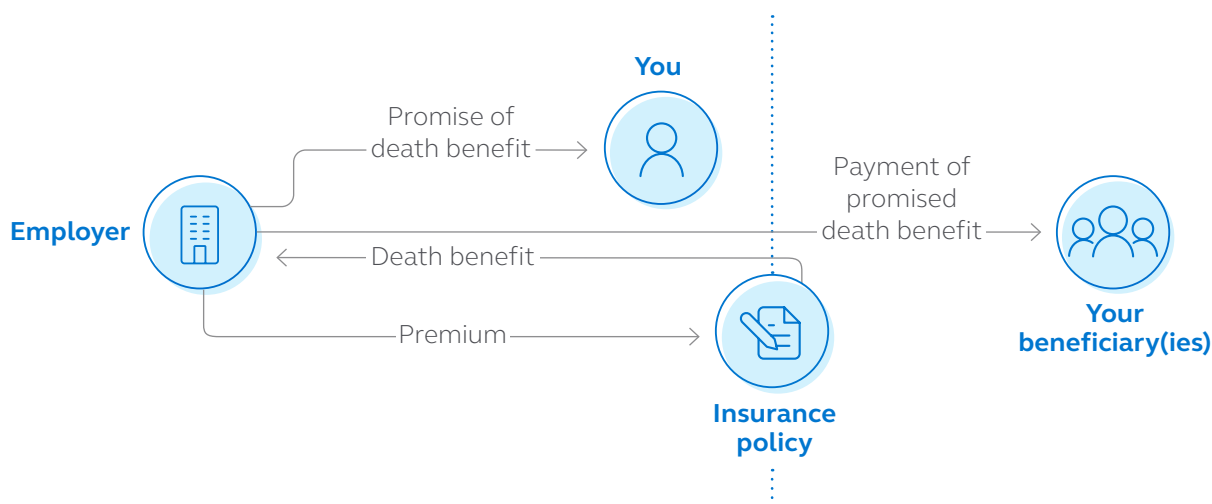 You
Promise of
death benefit
Employer
Payment of
promised
death benefit
Death benefit
Premium
Your
beneficiary(ies)
Insurance
policy